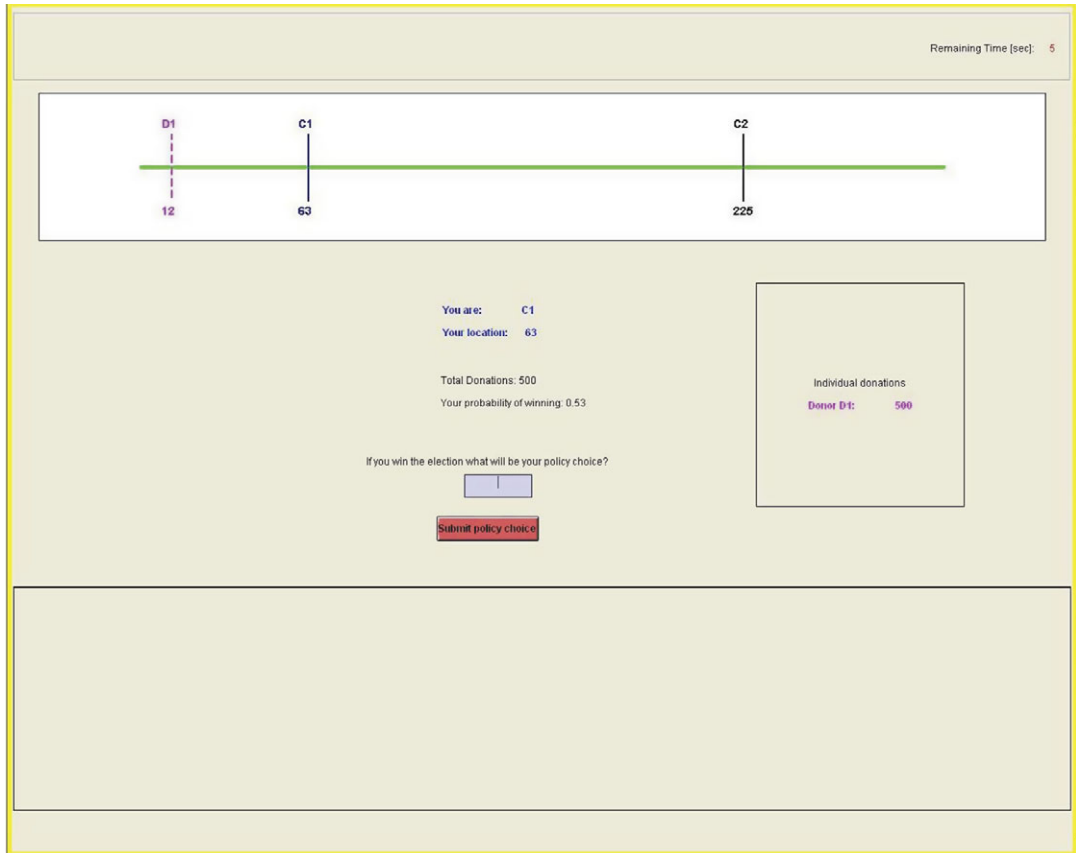 Remaining Time [sec]: 5
D1 C1 C2
12 63 225
You are: C1
Your location: 63
Total Donations: 500
Your probability of winning: 0.53
Individual donations
Donor D1: 500
If you win the election what will be your policy choice?
Submit policy choice